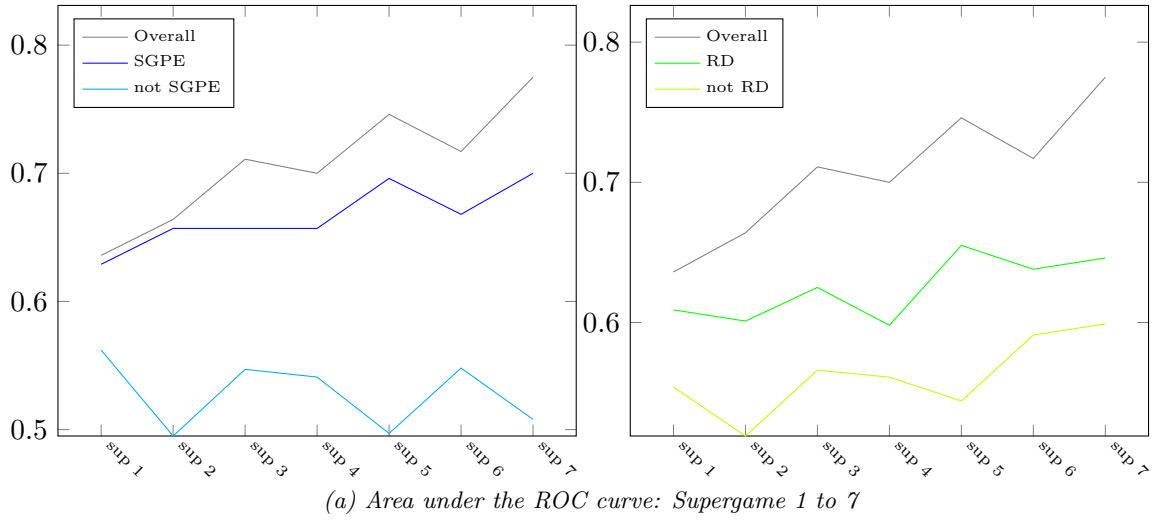 Overall
SGPE
not SGPE
0.8
0.7
0.6
0.5
sup 1
sup 2
sup 3
sup 4
sup 5
sup 6
sup 7
Overall
RD
not RD
0.8
0.7
0.6
sup 1
sup 2
sup 3
sup 4
sup 5
sup 6
sup 7
(a) Area under the ROC curve: Supergame 1 to 7